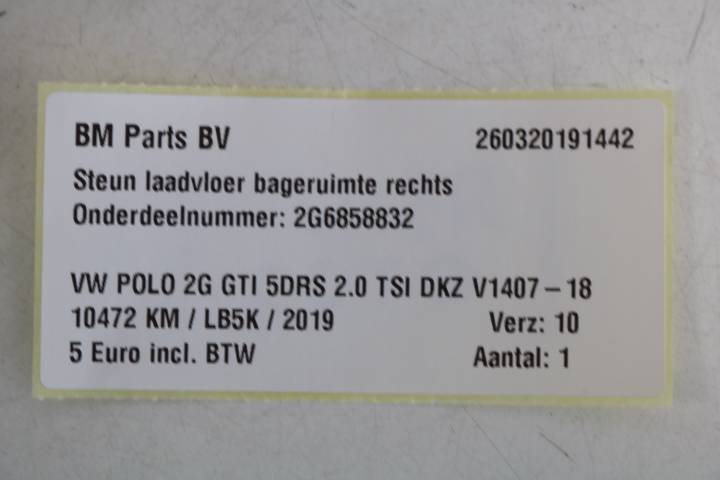 BM Parts BV 260320191442
Steun laadvloer bageruimte rechts
Onderdeelnummer: 2G6858832
VW POLO 2G GTI 5DRS 2.0 TSI DKZ V1407 – 18
10472 KM / LB5K / 2019 Verz: 10
5 Euro incl. BTW Aantal: 1